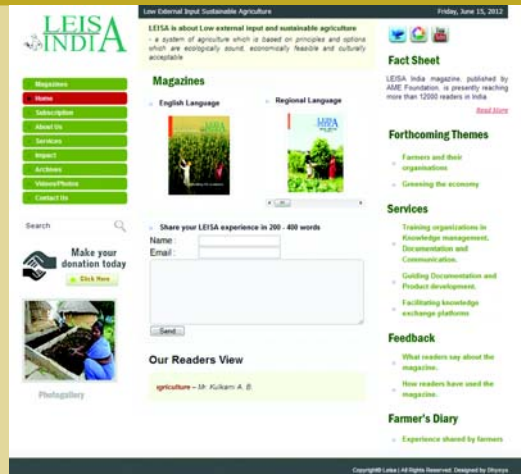 LEIS
INDIA
Low External Input Sustainable Agriculture
Friday, June 15, 2012
Magazines
Home
Subscription
About Us
Services
Impact
Archives
Videos/Photos
Contact Us
Search
Make your
donation today
Click Here
Photogallery
LEISA is about Low external input and sustainable agriculture
- a system of agriculture which is based on principles and options
which are ecologically sound, economically feasible and culturally
acceptable
Magazines
English Language
Regional Language
LEISA
Share your LEISA experience in 200 - 400 words
Name :
Email :
Send
Our Readers View
griculture – Mr. Kulkarni A. B.
Fact Sheet
LEISA India magazine, published by
AME Foundation, is presently reaching
more than 12000 readers in India.
Read More
Forthcoming Themes
Farmers and their
organisations
Greening the economy
Services
Training organizations in
Knowledge management,
Documentation and
Communication.
Guiding Documentation and
Product development.
Facilitating knowledge
exchange platforms
Feedback
What readers say about the
magazine.
How readers have used the
magazine.
Farmer's Diary
Experience shared by farmers
Copyright© Leisa | All Rights Reserved. Designed by